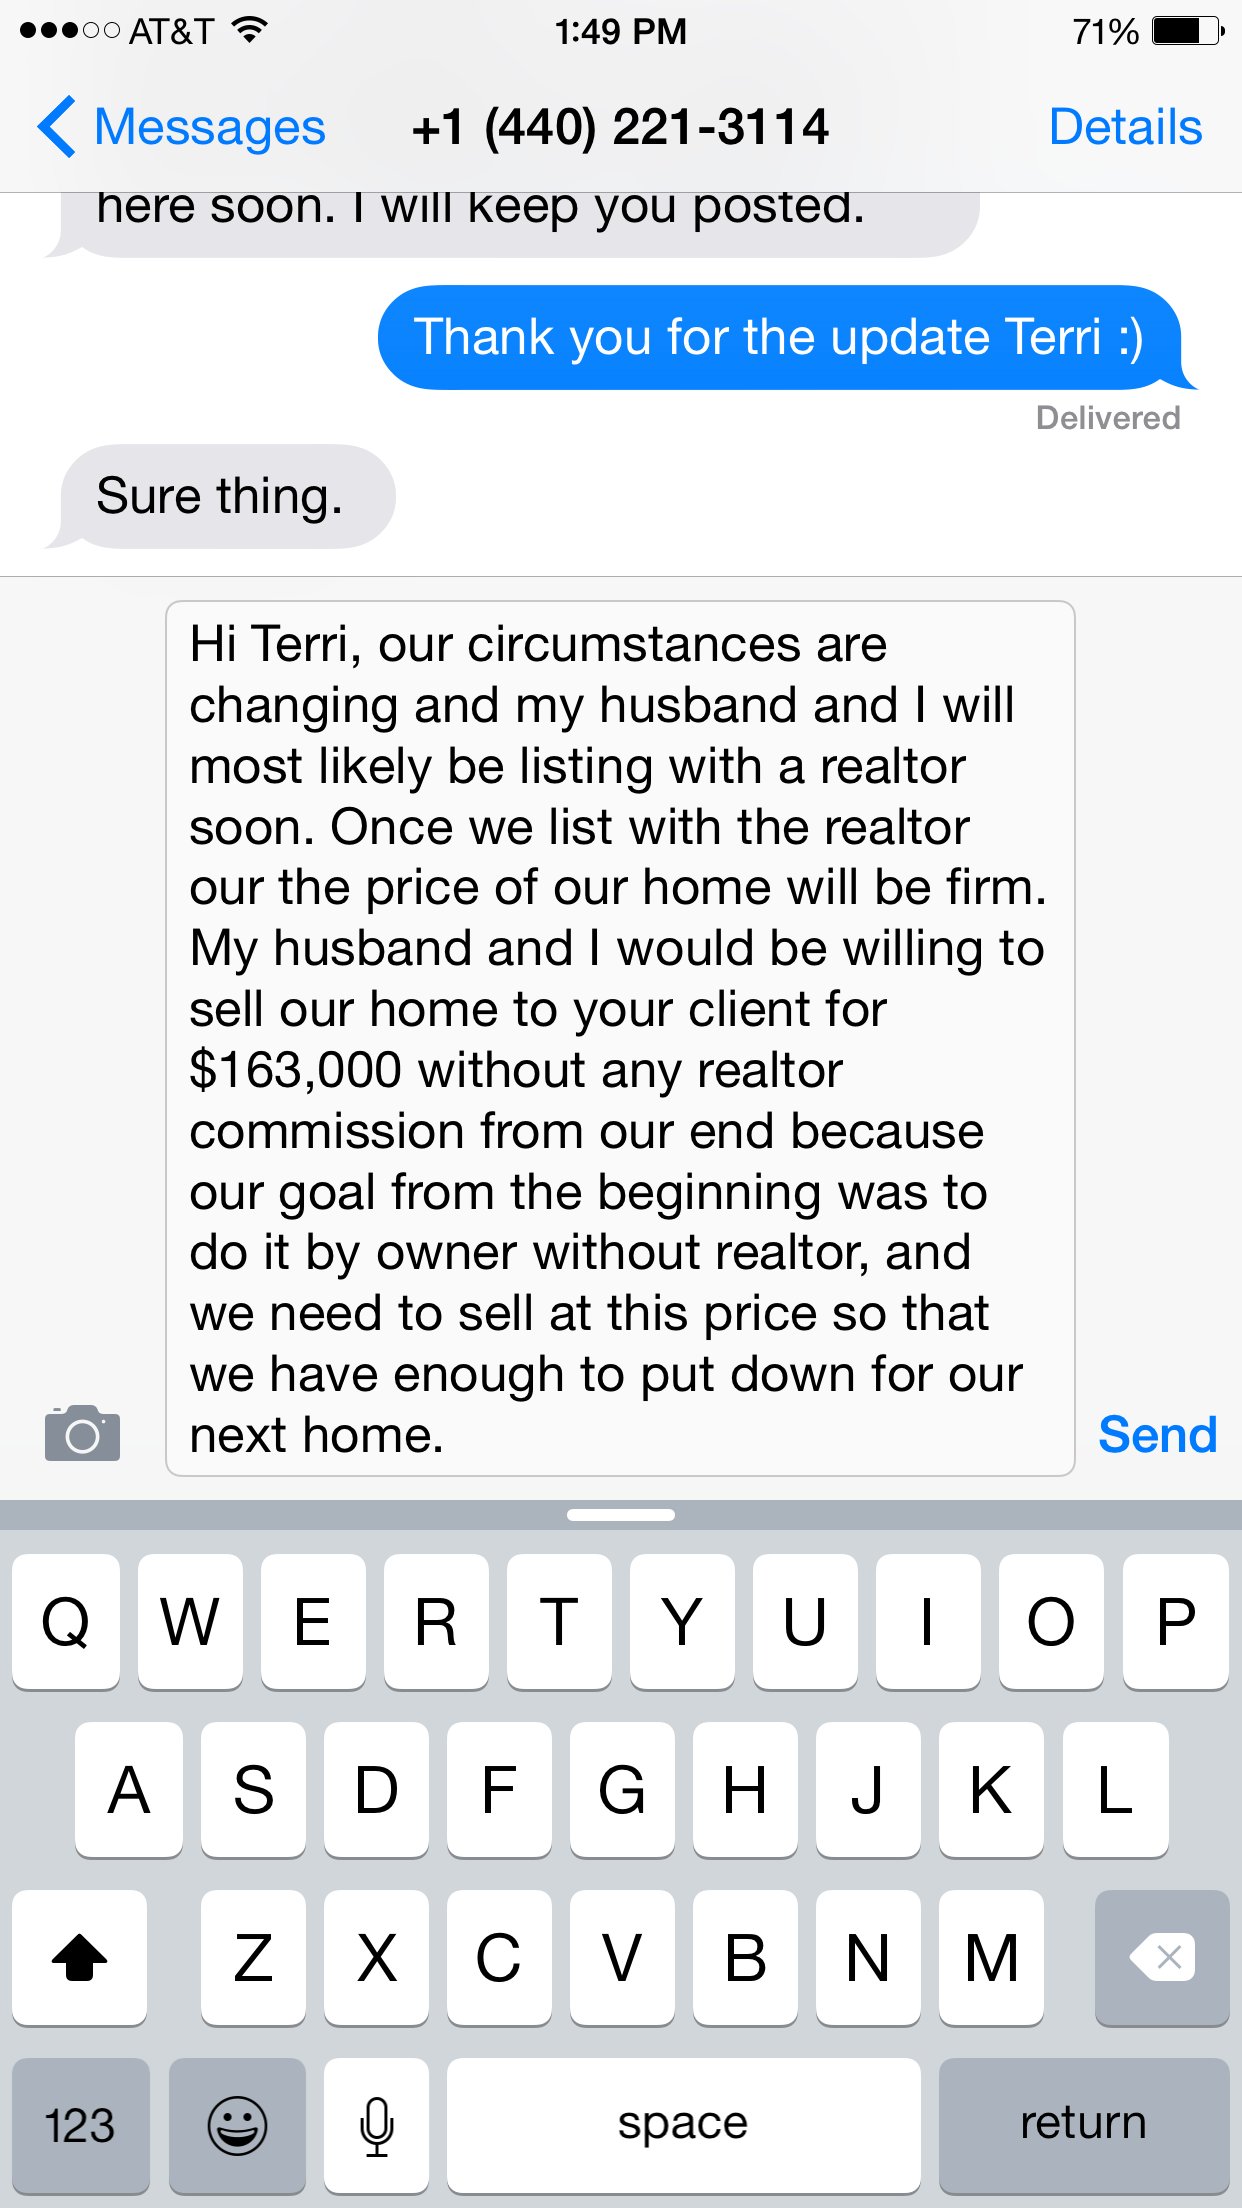 AT&T 1:49 PM 71%
Messages +1 (440) 221-3114 Details
here soon. I will keep you posted.
Thank you for the update Terri :)
Delivered
Sure thing.
Hi Terri, our circumstances are
changing and my husband and I will
most likely be listing with a realtor
soon. Once we list with the realtor
our the price of our home will be firm.
My husband and I would be willing to
sell our home to your client for
$163,000 without any realtor
commission from our end because
our goal from the beginning was to
do it by owner without realtor, and
we need to sell at this price so that
we have enough to put down for our
next home.
Send
Q W E R T Y U I O P
A S D F G H J K L
Z X C V B N M
123 space return